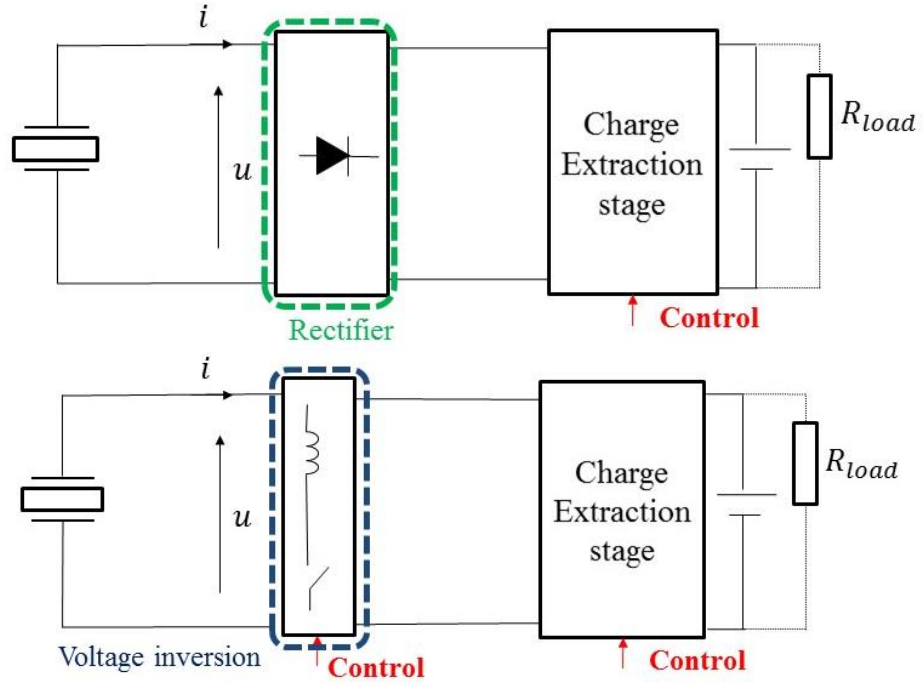 i
u
Charge
Extraction
stage
R_load
Rectifier
Control
i
u
Charge
Extraction
stage
R_load
Voltage inversion
Control
Control